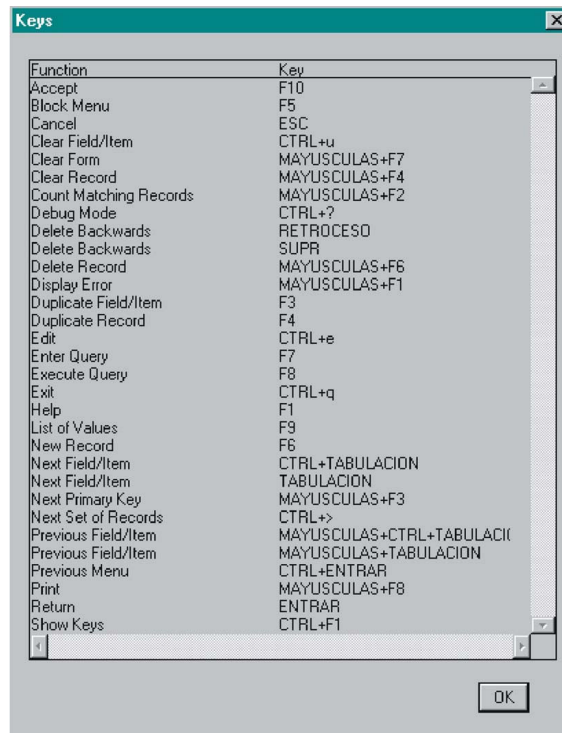 Keys
Function Key
Accept F10
Block Menu F5
Cancel ESC
Clear Field/Item CTRL+u
Clear Form MAYUSCULAS+F7
Clear Record MAYUSCULAS+F4
Count Matching Records MAYUSCULAS+F2
Debug Mode CTRL+?
Delete Backwards RETROCESO
Delete Backwards SUPR
Delete Record MAYUSCULAS+F6
Display Error MAYUSCULAS+F1
Duplicate Field/Item F3
Duplicate Record F4
Edit CTRL+e
Enter Query F7
Execute Query F8
Exit CTRL+q
Help F1
List of Values F9
New Record F6
Next Field/Item CTRL+TABULACION
Next Field/Item TABULACION
Next Primary Key MAYUSCULAS+F3
Next Set of Records CTRL+>
Previous Field/Item MAYUSCULAS+CTRL+TABULACI
Previous Field/Item MAYUSCULAS+TABULACION
Previous Menu CTRL+ENTRAR
Print MAYUSCULAS+F8
Return ENTRAR
Show Keys CTRL+F1
OK